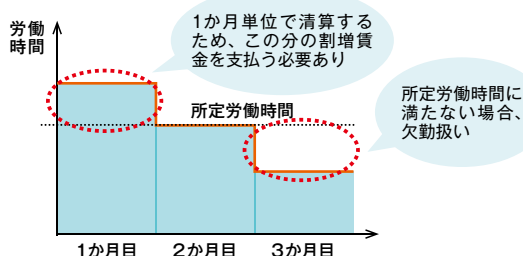 労働
時間
1か月単位で清算する
ため、この分の割増賃
金を支払う必要あり
所定労働時間
所定労働時間に
満たない場合、
欠勤扱い
1か月目
2か月目
3か月目